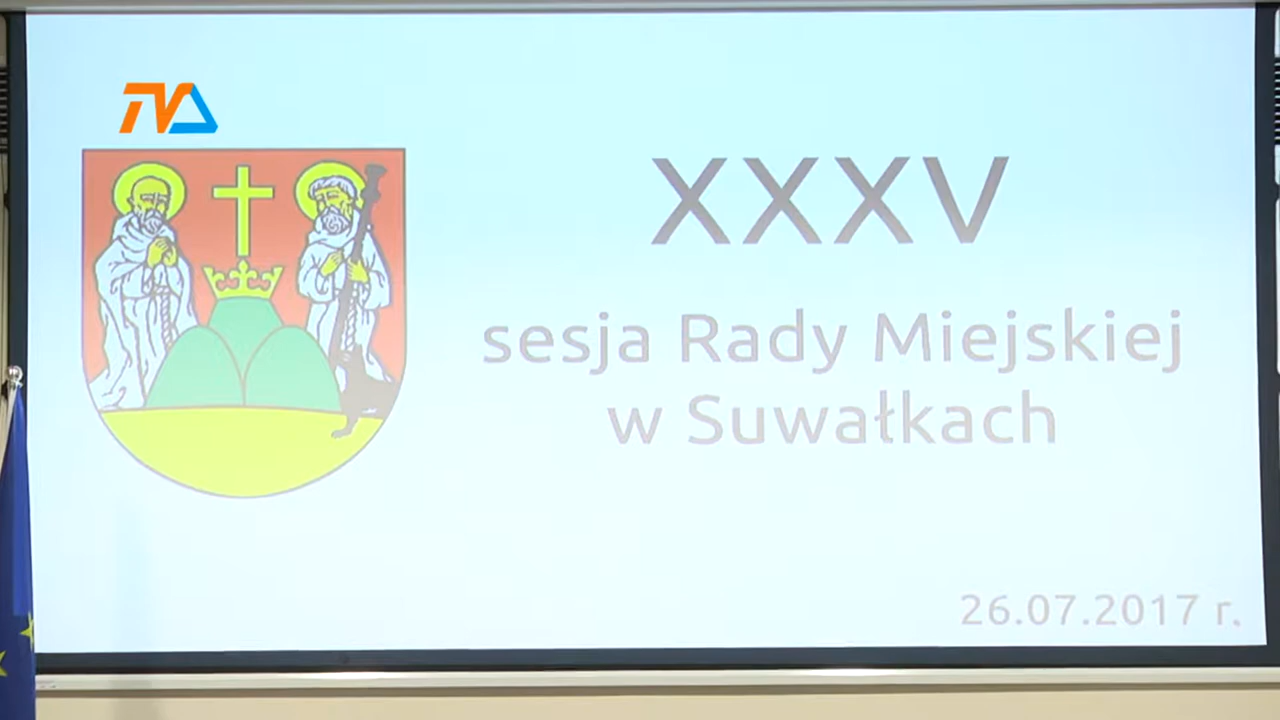 TVA
XXXV
sesja Rady Miejskiej
w Suwałkach
26.07.2017 r.